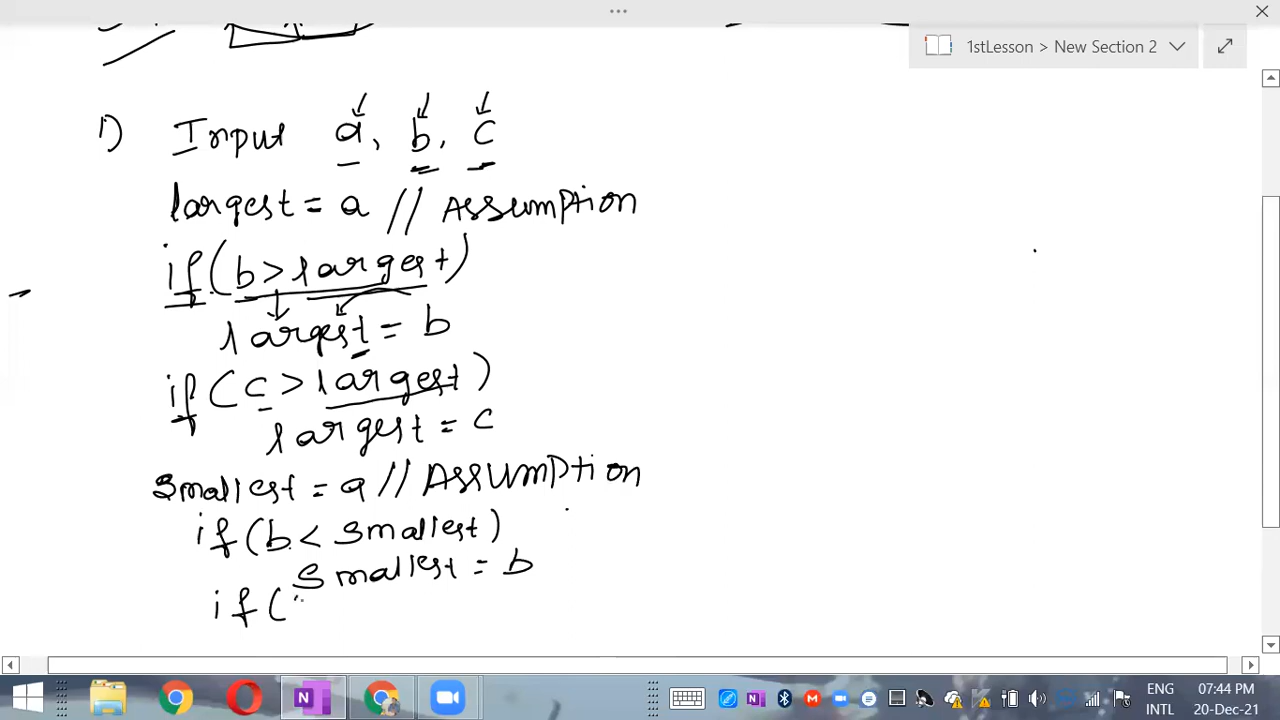 1stLesson > New Section 2
1) Input a, b, c
largest = a // Assumption
if(b > largest)
largest = b
if(c > largest)
largest = c
Smallest = a // Assumption
if(b < Smallest)
Smallest = b
if(
ENG 07:44 PM
INTL 20-Dec-21